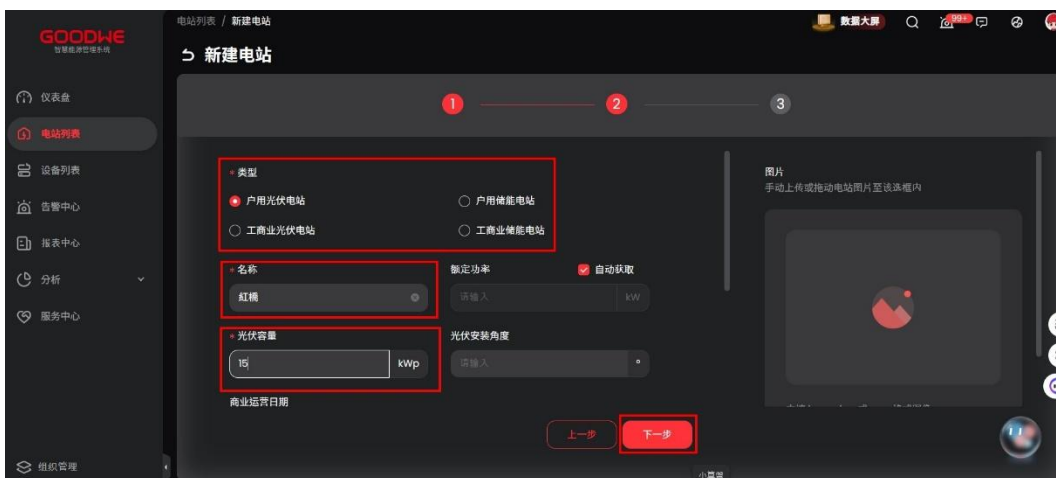 GOODWE
智慧能源管理系统
仪表盘
电站列表
设备列表
告警中心
报表中心
分析
服务中心
组织管理
电站列表 / 新建电站
数据大屏
99+
新建电站
1
2
3
* 类型
户用光伏电站
户用储能电站
工商业光伏电站
工商业储能电站
* 名称
紅橋
额定功率
自动获取
请输入 kW
* 光伏容量
15 kWp
光伏安装角度
请输入 °
商业运营日期
上一步
下一步
图片
手动上传或拖动电站图片至该选框内